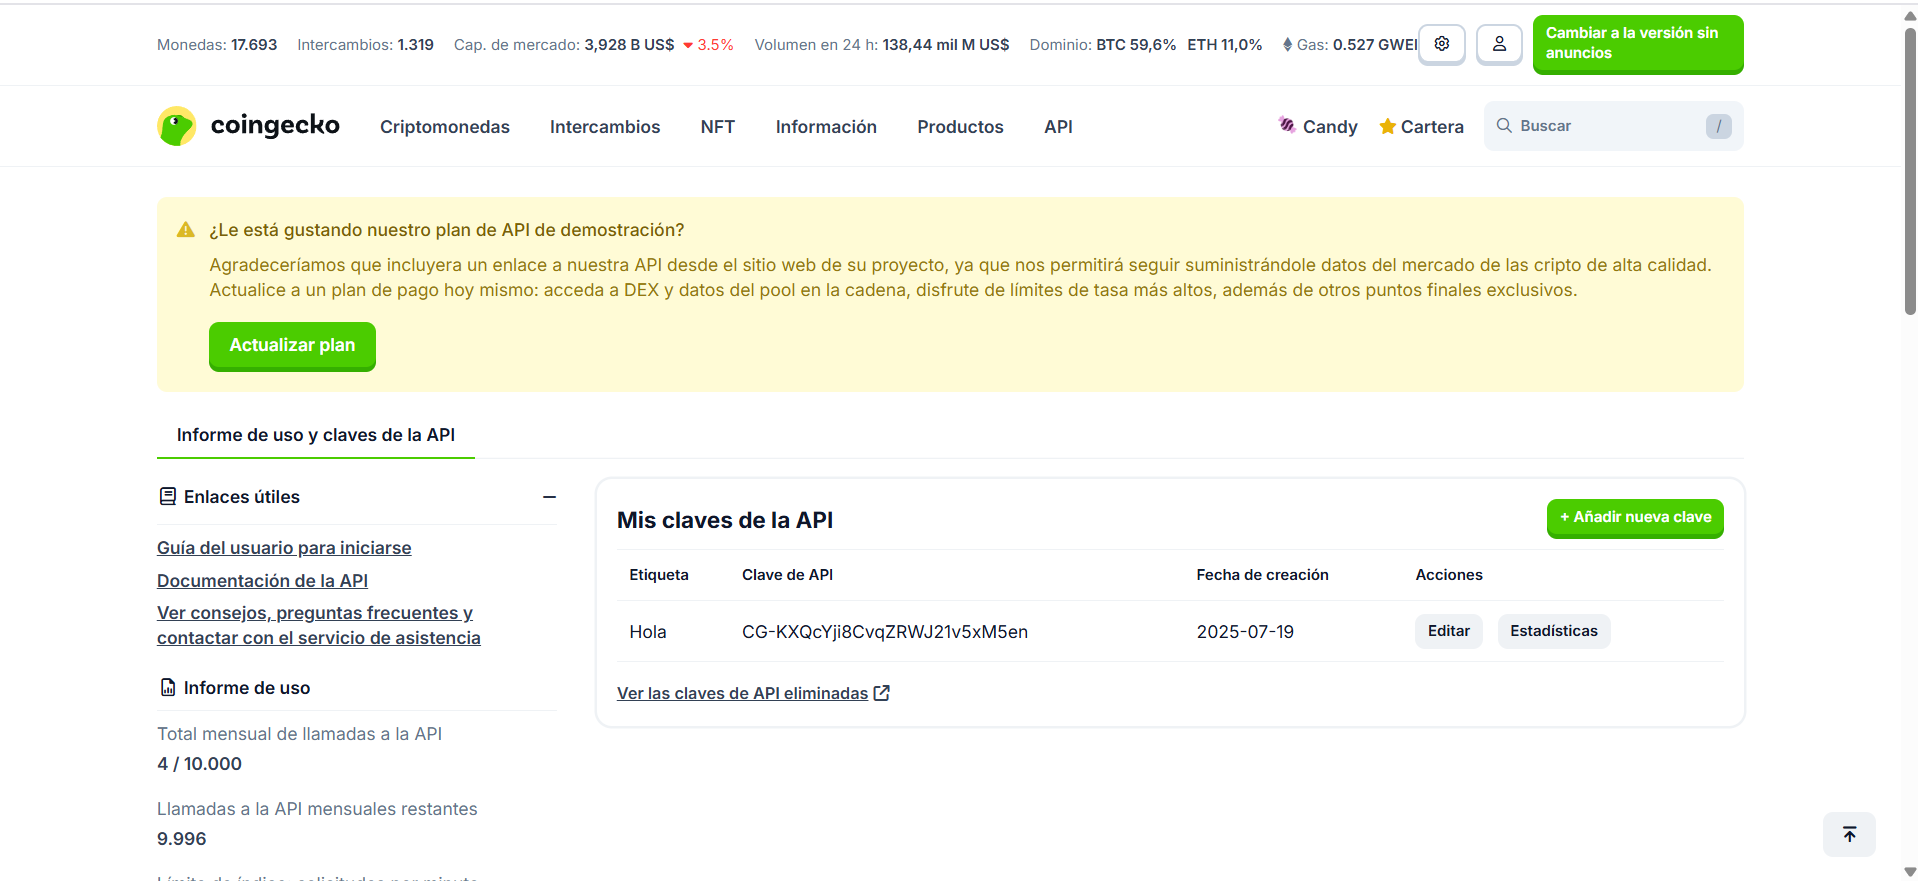 Monedas: 17.693 Intercambios: 1.319 Cap. de mercado: 3,928 B US$ 3.5% Volumen en 24 h: 138,44 mil M US$ Dominio: BTC 59,6% ETH 11,0% Gas: 0.527 GWEI
Cambiar a la versión sin
anuncios
coingecko Criptomonedas Intercambios NFT Información Productos API Candy Cartera Buscar /
¿Le está gustando nuestro plan de API de demostración?
Agradeceríamos que incluyera un enlace a nuestra API desde el sitio web de su proyecto, ya que nos permitirá seguir suministrándole datos del mercado de las cripto de alta calidad.
Actualice a un plan de pago hoy mismo: acceda a DEX y datos del pool en la cadena, disfrute de límites de tasa más altos, además de otros puntos finales exclusivos.
Actualizar plan
Informe de uso y claves de la API
Enlaces útiles
Guía del usuario para iniciarse
Documentación de la API
Ver consejos, preguntas frecuentes y
contactar con el servicio de asistencia
Informe de uso
Total mensual de llamadas a la API
4 / 10.000
Llamadas a la API mensuales restantes
9.996
Mis claves de la API
+ Añadir nueva clave
Etiqueta Clave de API Fecha de creación Acciones
Hola CG-KXQcYji8CvqZRWJ21v5xM5en 2025-07-19 Editar Estadísticas
Ver las claves de API eliminadas